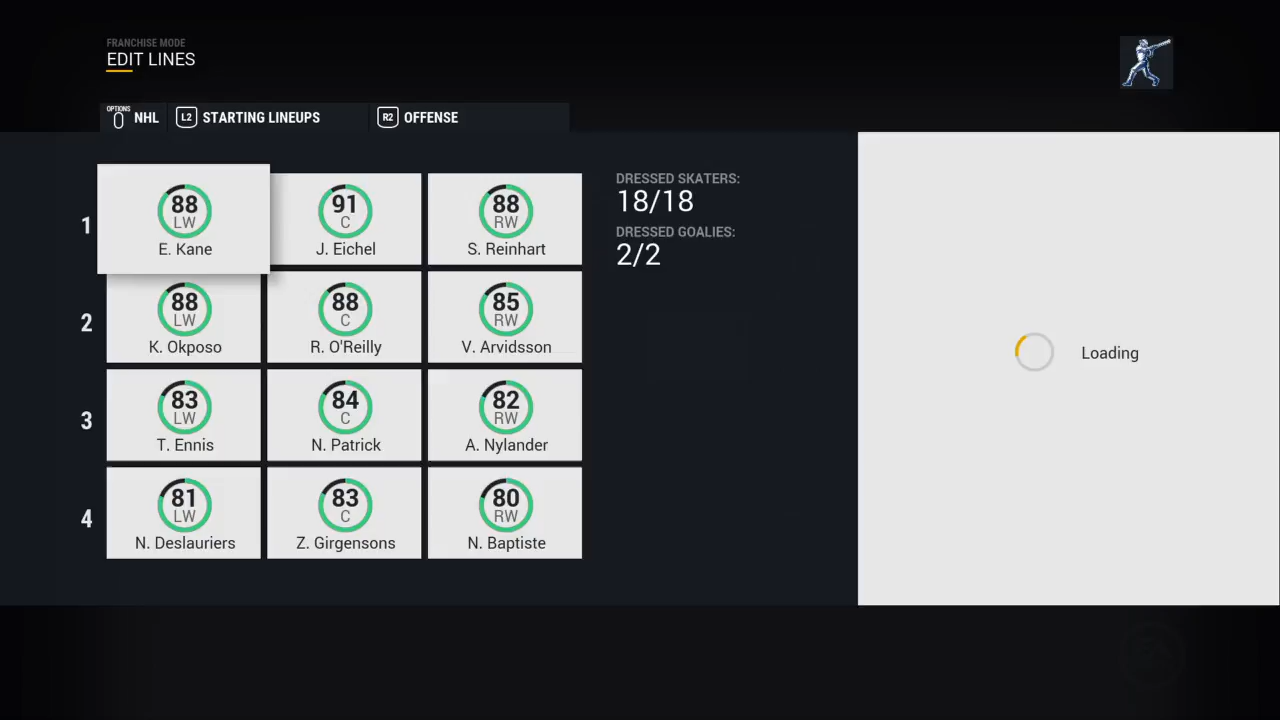 FRANCHISE MODE
EDIT LINES
OPTIONS NHL L2 STARTING LINEUPS R2 OFFENSE
1
88 LW E. Kane
91 C J. Eichel
88 RW S. Reinhart
2
88 LW K. Okposo
88 C R. O'Reilly
85 RW V. Arvidsson
3
83 LW T. Ennis
84 C N. Patrick
82 RW A. Nylander
4
81 LW N. Deslauriers
83 C Z. Girgensons
80 RW N. Baptiste
DRESSED SKATERS:
18/18
DRESSED GOALIES:
2/2
Loading